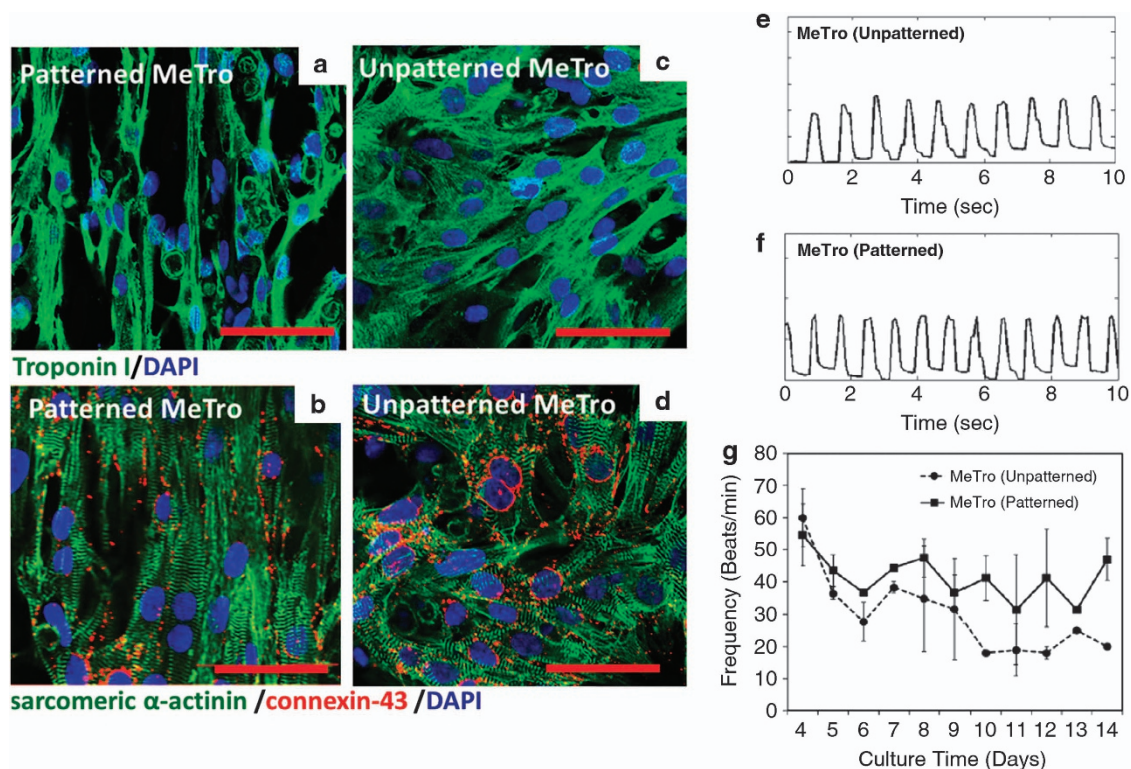 Patterned MeTro
a
Unpatterned MeTro
c
Troponin I/DAPI
Patterned MeTro
b
Unpatterned MeTro
d
sarcomeric α-actinin /connexin-43 /DAPI
e
MeTro (Unpatterned)
0 2 4 6 8 10
Time (sec)
f
MeTro (Patterned)
0 2 4 6 8 10
Time (sec)
g
MeTro (Unpatterned)
MeTro (Patterned)
Frequency (Beats/min)
80
70
60
50
40
30
20
10
0
4 5 6 7 8 9 10 11 12 13 14
Culture Time (Days)